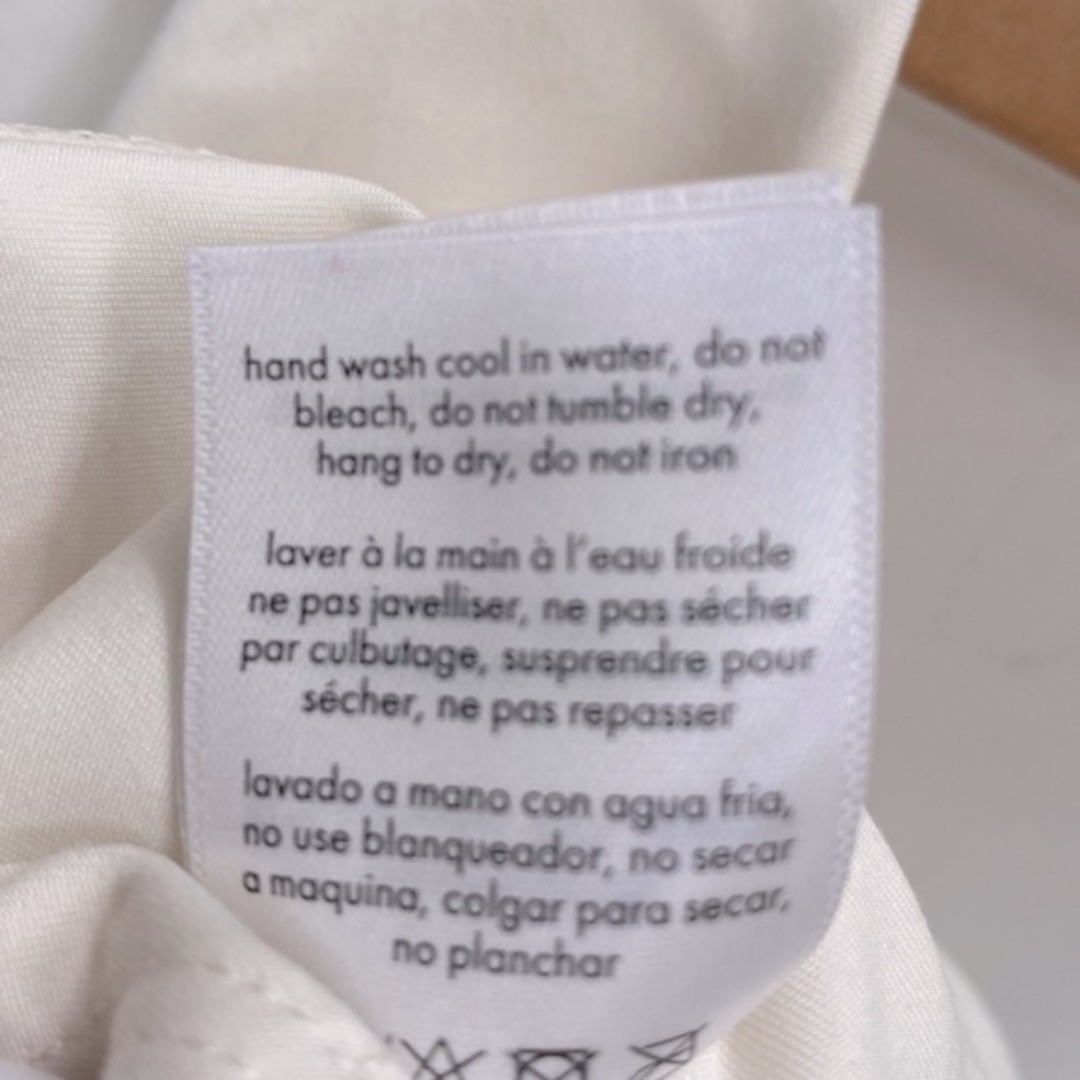 hand wash cool in water, do not
bleach, do not tumble dry,
hang to dry, do not iron
laver à la main à l'eau froide
ne pas javelliser, ne pas sécher
par culbutage, susprendre pour
sécher, ne pas repasser
lavado a mano con agua fria,
no use blanqueador, no secar
a maquina, colgar para secar,
no planchar